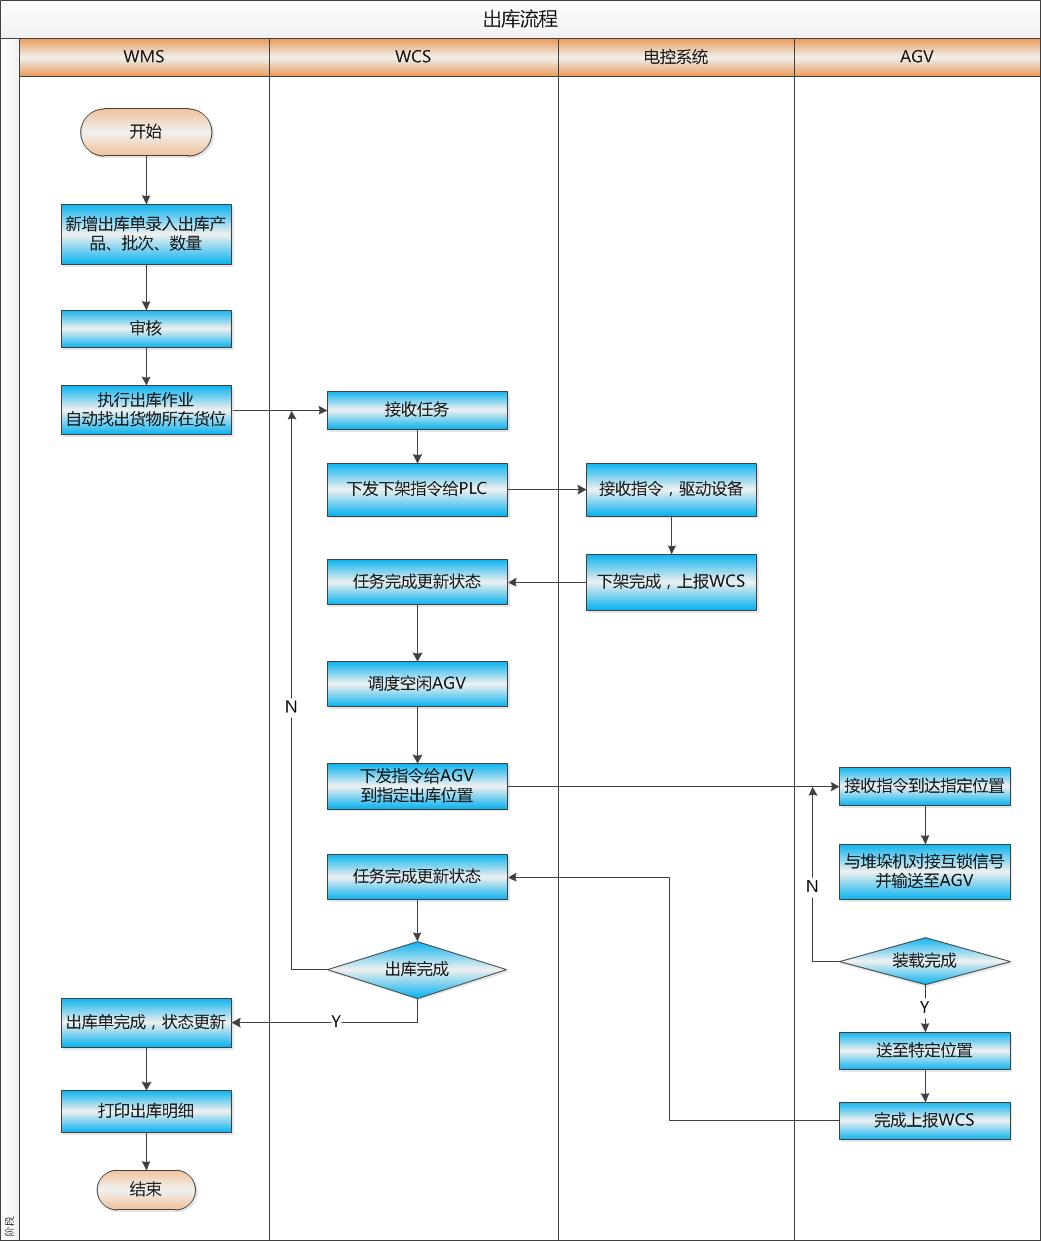 出库流程
WMS
WCS
电控系统
AGV
开始
新增出库单录入出库产
品、批次、数量
审核
执行出库作业
自动找出货物所在货位
接收任务
下发下架指令给PLC
接收指令，驱动设备
任务完成更新状态
下架完成，上报WCS
调度空闲AGV
N
下发指令给AGV
到指定出库位置
接收指令到达指定位置
任务完成更新状态
与堆垛机对接互锁信号
并输送至AGV
N
出库完成
装载完成
Y
出库单完成，状态更新
Y
送至特定位置
打印出库明细
完成上报WCS
结束
阶段